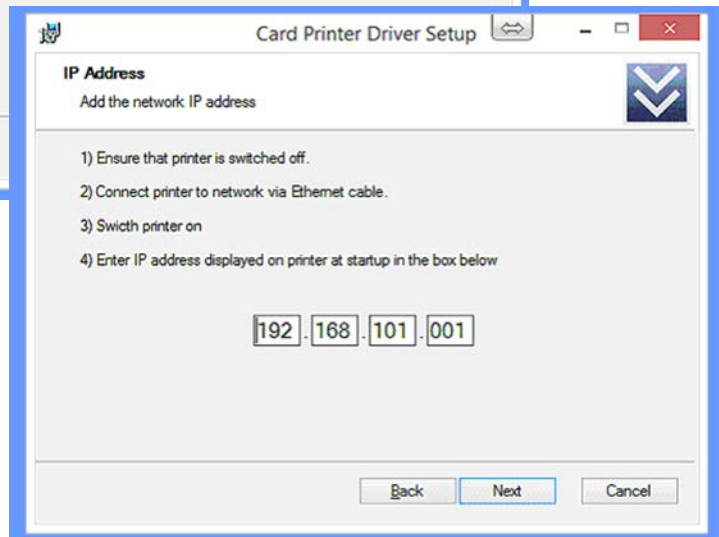 Card Printer Driver Setup
IP Address
Add the network IP address
1) Ensure that printer is switched off.
2) Connect printer to network via Ethernet cable.
3) Swicth printer on
4) Enter IP address displayed on printer at startup in the box below
192 . 168 . 101 . 001
Back Next Cancel